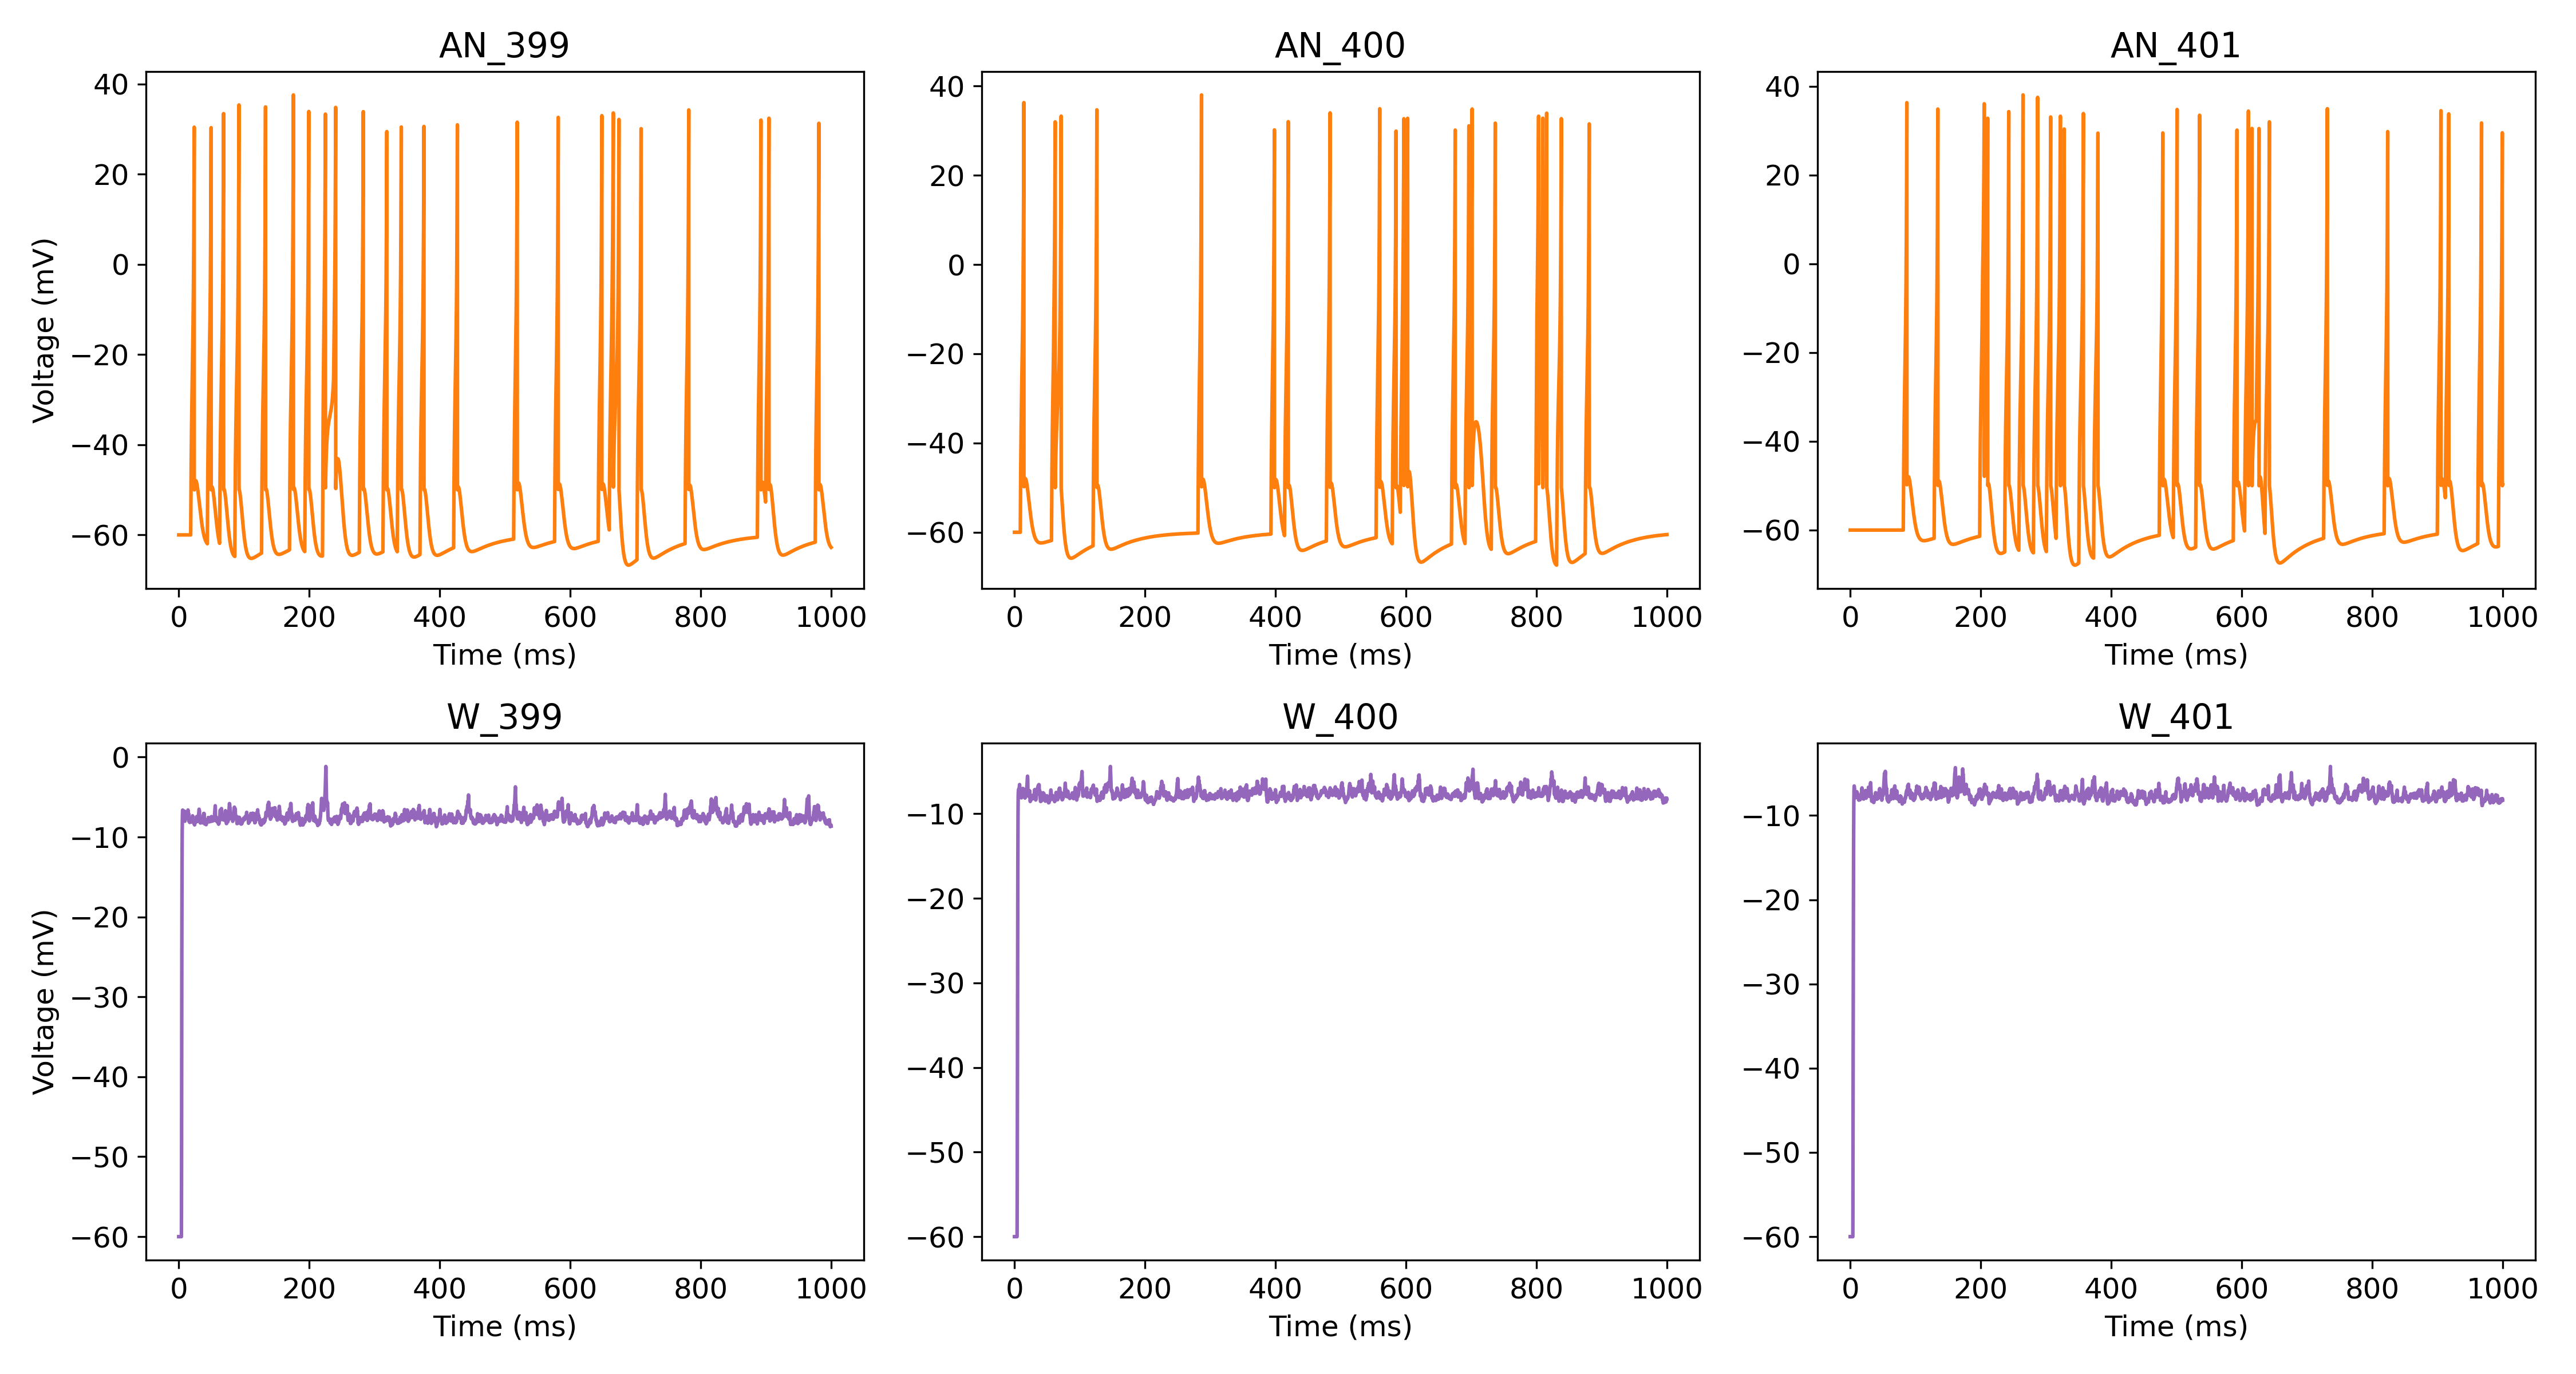 AN_399 AN_400 AN_401
40 40 40
20 20 20
0 0 0
−20 −20 −20
−40 −40 −40
−60 −60 −60
Voltage (mV)
0 200 400 600 800 1000 0 200 400 600 800 1000 0 200 400 600 800 1000
Time (ms) Time (ms) Time (ms)
W_399 W_400 W_401
0
−10 −10 −10
−20 −20 −20
−30 −30 −30
−40 −40 −40
−50 −50 −50
−60 −60 −60
Voltage (mV)
0 200 400 600 800 1000 0 200 400 600 800 1000 0 200 400 600 800 1000
Time (ms) Time (ms) Time (ms)